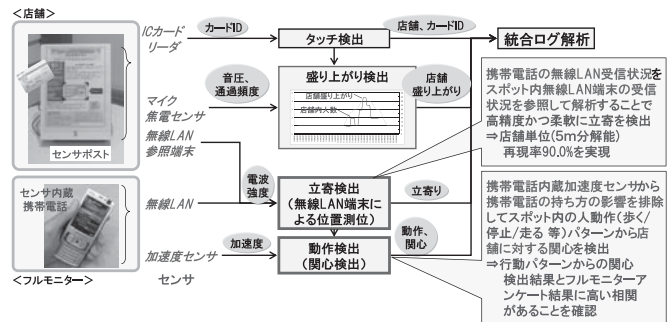 <店舗>
ICカード
リーダ
カードID
タッチ検出
店舗、カードID
統合ログ解析
音圧、
通過頻度
盛り上がり検出
店舗盛り上がり
店舗内人数
店舗
盛り上がり
マイク
焦電センサ
無線LAN
参照端末
センサポスト
携帯電話の無線LAN受信状況を
スポット内無線LAN端末の受信
状況を参照して解析することで
高精度かつ柔軟に立寄を検出
⇒店舗単位(5m分解能)
再現率90.0%を実現
センサ内蔵
携帯電話
無線LAN
電波
強度
立寄検出
(無線LAN端末に
よる位置測位)
立寄り
加速度センサ
加速度
動作検出
(関心検出)
動作、
関心
<フルモニター>
センサ
携帯電話内蔵加速度センサから
携帯電話の持ち方の影響を排除
してスポット内の人動作(歩く/
停止/走る 等)パターンから店
舗に対する関心を検出
⇒行動パターンからの関心
検出結果とフルモニターア
ンケート結果に高い相関
があることを確認